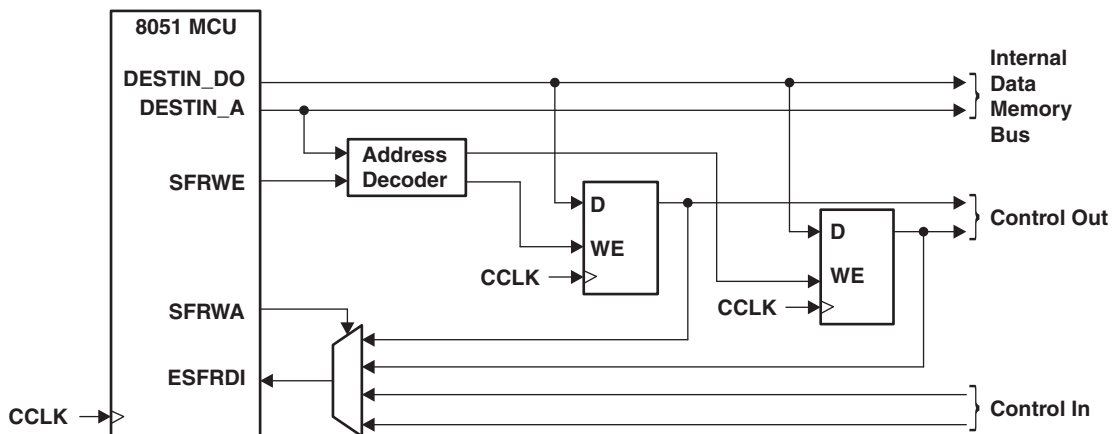 8051 MCU
DESTIN_DO
DESTIN_A
SFRWE
SFRWA
ESFRDI
CCLK
Address
Decoder
D
WE
CCLK
D
WE
CCLK
Internal
Data
Memory
Bus
Control Out
Control In